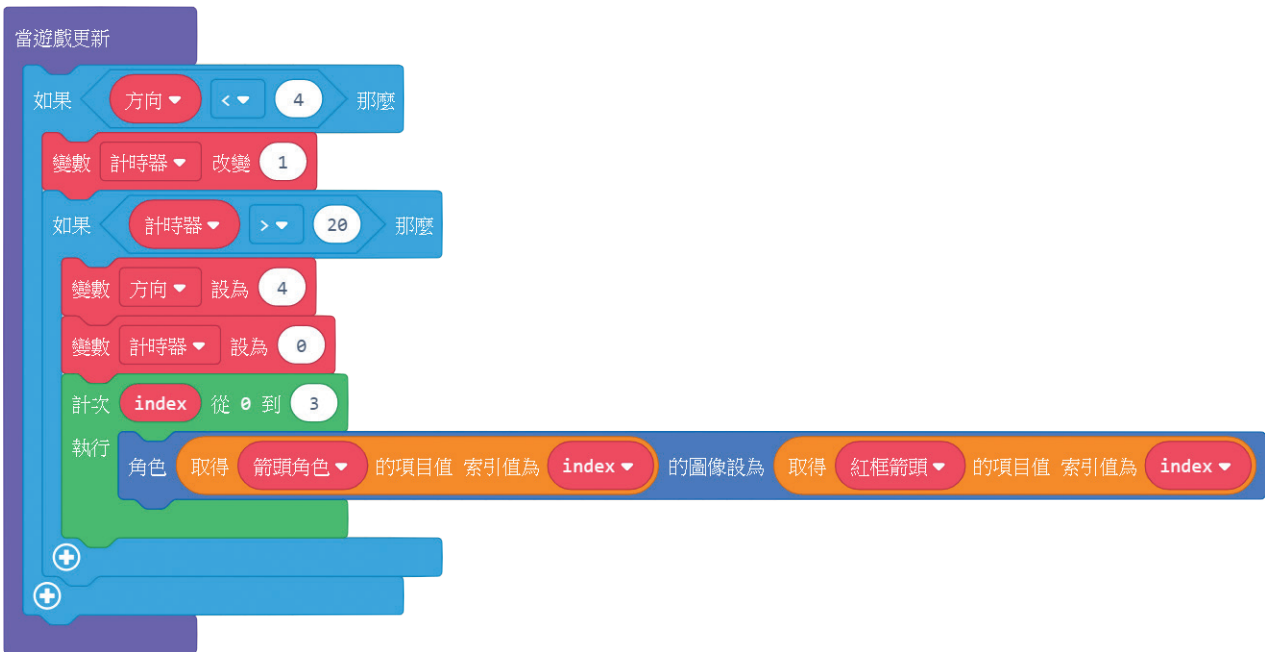 當遊戲更新
如果 方向 < 4 那麼
變數 計時器 改變 1
如果 計時器 > 20 那麼
變數 方向 設為 4
變數 計時器 設為 0
計次 index 從 0 到 3
執行
角色 取得 箭頭角色 的項目值 索引值為 index 的圖像設為 取得 紅框箭頭 的項目值 索引值為 index